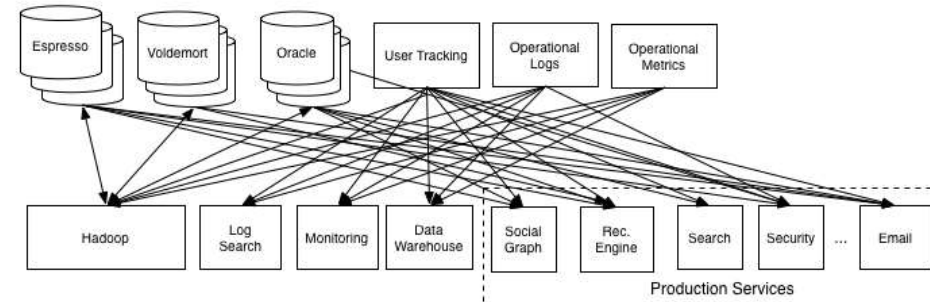 Espresso
Voldemort
Oracle
User Tracking
Operational
Logs
Operational
Metrics
Hadoop
Log
Search
Monitoring
Data
Warehouse
Social
Graph
Rec.
Engine
Search
Security
...
Email
Production Services